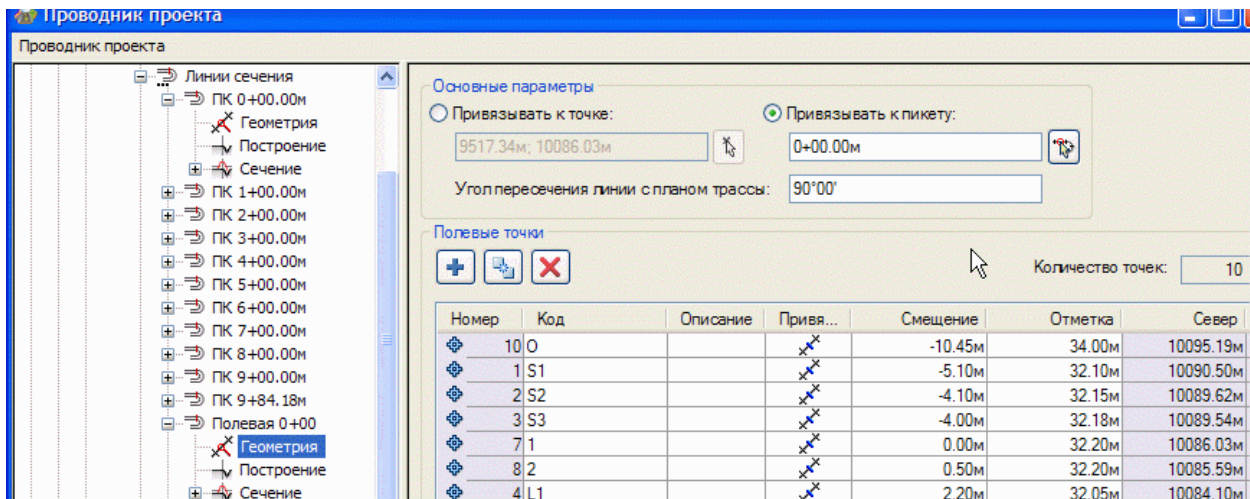 Проводник проекта
Проводник проекта
Линии сечения
ПК 0+00.00м
Геометрия
Построение
Сечение
ПК 1+00.00м
ПК 2+00.00м
ПК 3+00.00м
ПК 4+00.00м
ПК 5+00.00м
ПК 6+00.00м
ПК 7+00.00м
ПК 8+00.00м
ПК 9+00.00м
ПК 9+84.18м
Полевая 0+00
Геометрия
Построение
Сечение
Основные параметры
Привязывать к точке: Привязывать к пикету:
9517.34м; 10086.03м 0+00.00м
Угол пересечения линии с планом трассы: 90°00'
Полевые точки
Количество точек: 10
Номер Код Описание Привя... Смещение Отметка Север
10 O -10.45м 34.00м 10095.19м
1 S1 -5.10м 32.10м 10090.50м
2 S2 -4.10м 32.15м 10089.62м
3 S3 -4.00м 32.18м 10089.54м
7 1 0.00м 32.20м 10086.03м
8 2 0.50м 32.20м 10085.59м
4 L1 2.20м 32.05м 10084.10м